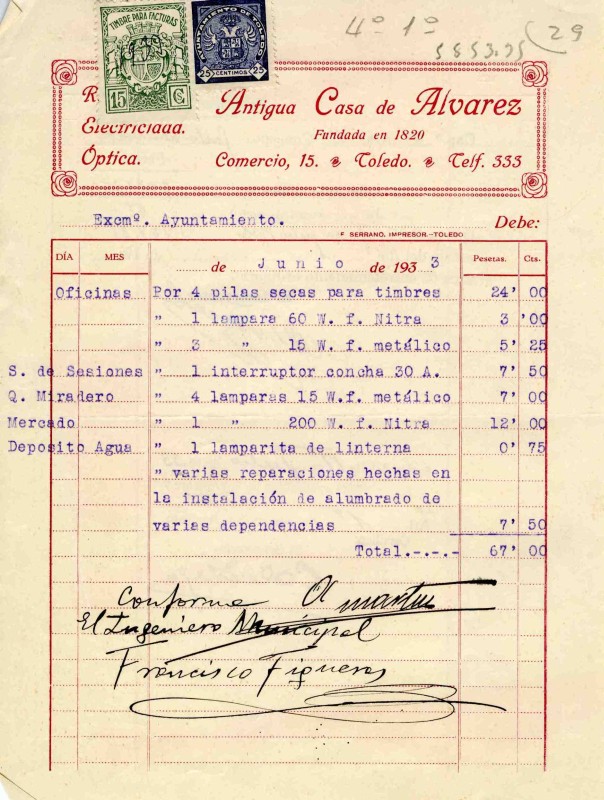 4º 1º
(29
TIMBRE PARA FACTURAS
15 Cs
AYUNTAMIENTO DE TOLEDO
25 CENTIMOS 25
Antigua Casa de Alvarez
Fundada en 1820
Electricidad.
Óptica.
Comercio, 15. Toledo. Telf. 333
Excmº. Ayuntamiento. Debe:
F. SERRANO, IMPRESOR.-TOLEDO
DÍA MES de Junio de 1933 Pesetas. Cts.
Oficinas Por 4 pilas secas para timbres 24' 00
" 1 lampara 60 W. f. Nitra 3 '00
" 3 " 15 W. f. metálico 5' 25
S. de Sesiones " 1 interruptor concha 30 A. 7' 50
Q. Miradero " 4 lamparas 15 W.f. metálico 7' 00
Mercado " 1 " 200 W. f. Nitra 12' 00
Deposito Agua " 1 lamparita de linterna 0' 75
" varias reparaciones hechas en
la instalación de alumbrado de
varias dependencias 7' 50
Total.-.-.- 67' 00
Conforme
El Ingeniero Municipal
Francisco Figueras